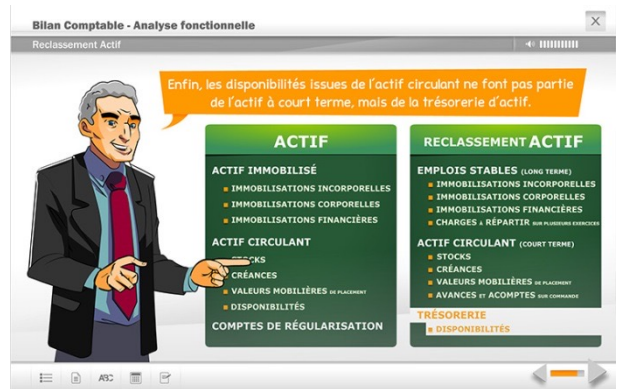 Bilan Comptable - Analyse fonctionnelle
Reclassement Actif
Enfin, les disponibilités issues de l'actif circulant ne font pas partie
de l'actif à court terme, mais de la trésorerie d'actif.
ACTIF
ACTIF IMMOBILISÉ
IMMOBILISATIONS INCORPORELLES
IMMOBILISATIONS CORPORELLES
IMMOBILISATIONS FINANCIÈRES
ACTIF CIRCULANT
STOCKS
CRÉANCES
VALEURS MOBILIÈRES DE PLACEMENT
DISPONIBILITÉS
COMPTES DE RÉGULARISATION
RECLASSEMENT ACTIF
EMPLOIS STABLES (LONG TERME)
IMMOBILISATIONS INCORPORELLES
IMMOBILISATIONS CORPORELLES
IMMOBILISATIONS FINANCIÈRES
CHARGES À RÉPARTIR SUR PLUSIEURS EXERCICES
ACTIF CIRCULANT (COURT TERME)
STOCKS
CRÉANCES
VALEURS MOBILIÈRES DE PLACEMENT
AVANCES ET ACOMPTES SUR COMMANDE
TRÉSORERIE
DISPONIBILITÉS
ABC